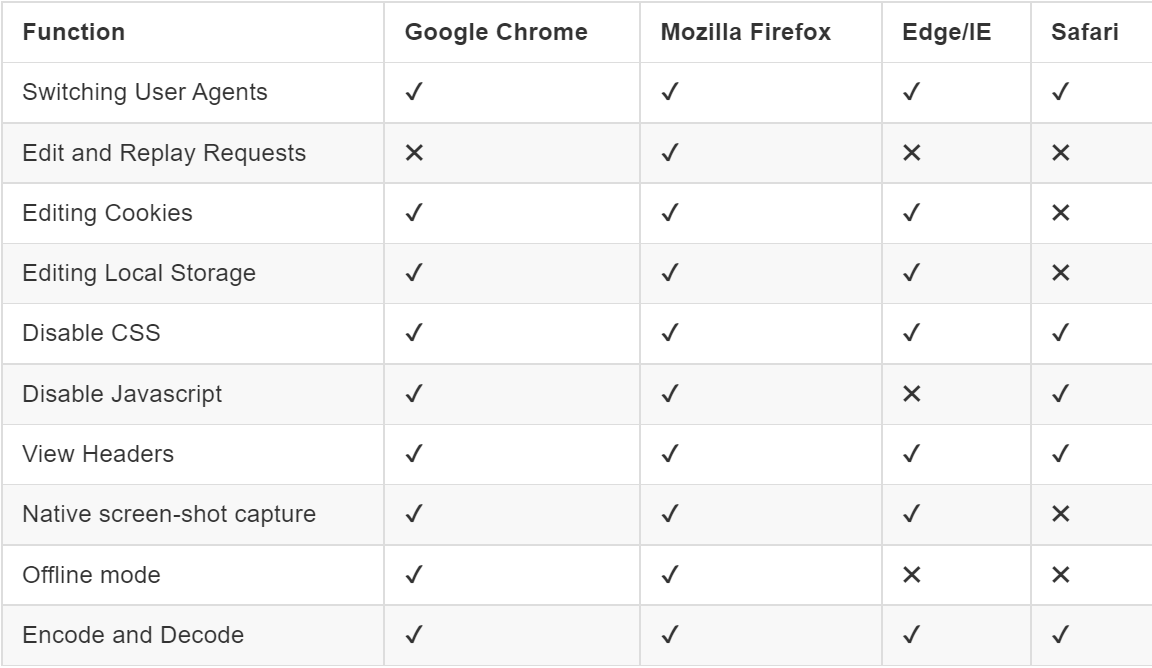 Function Google Chrome Mozilla Firefox Edge/IE Safari
Switching User Agents ✓ ✓ ✓ ✓
Edit and Replay Requests ✕ ✓ ✕ ✕
Editing Cookies ✓ ✓ ✓ ✕
Editing Local Storage ✓ ✓ ✓ ✕
Disable CSS ✓ ✓ ✓ ✓
Disable Javascript ✓ ✓ ✕ ✓
View Headers ✓ ✓ ✓ ✓
Native screen-shot capture ✓ ✓ ✓ ✕
Offline mode ✓ ✓ ✕ ✕
Encode and Decode ✓ ✓ ✓ ✓